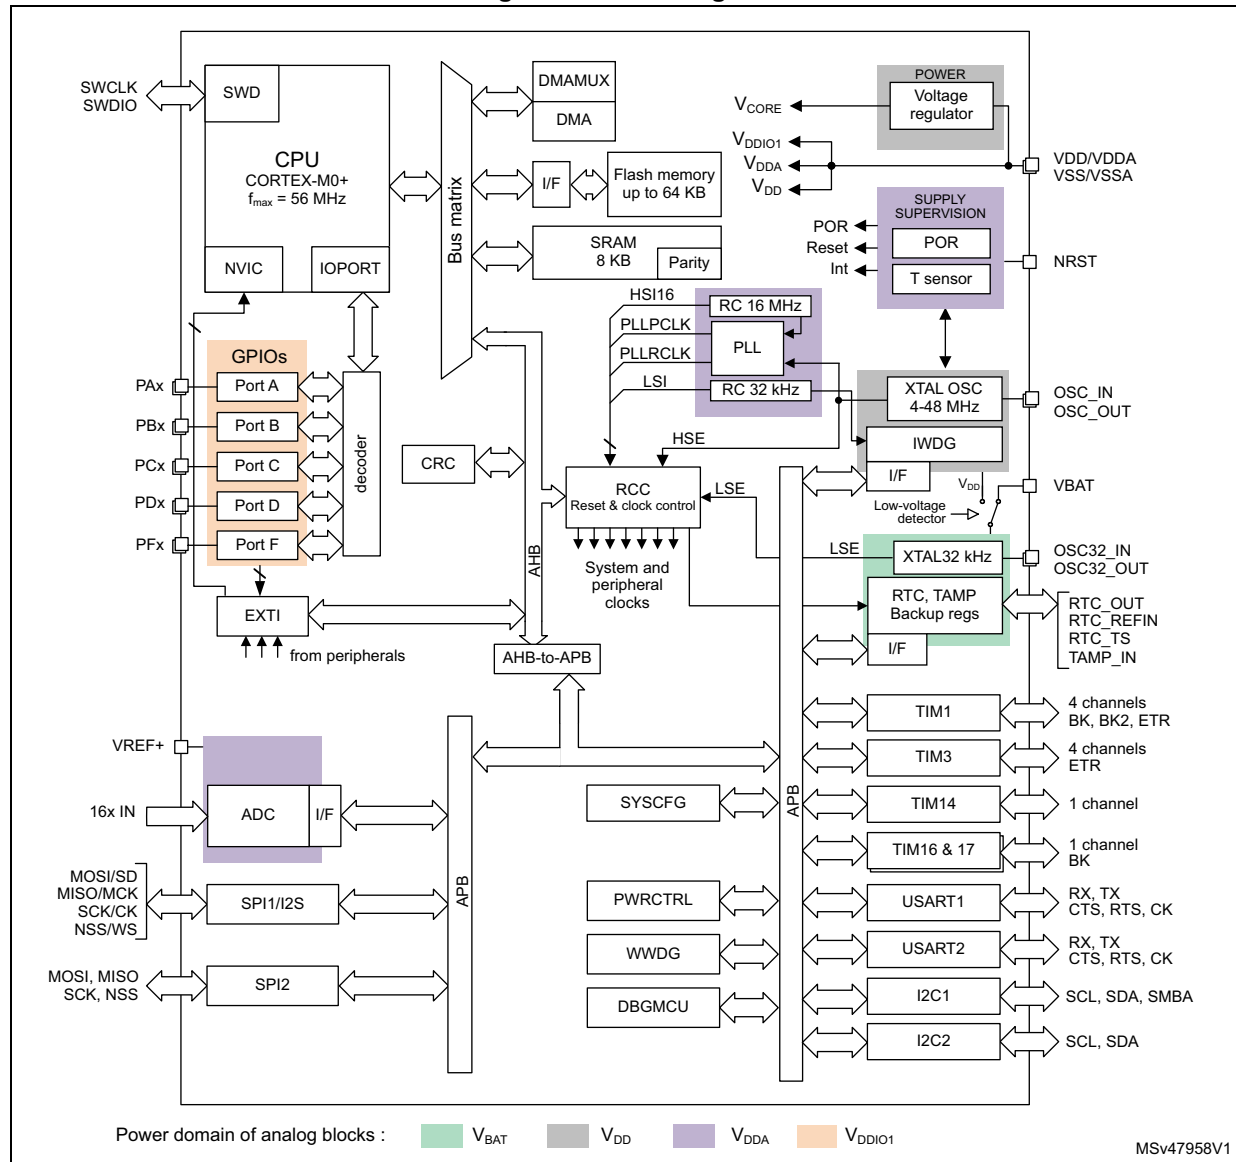 SWCLK
SWDIO
SWD
CPU
CORTEX-M0+
fmax = 56 MHz
NVIC
IOPORT
Bus matrix
DMAMUX
DMA
I/F
Flash memory
up to 64 KB
SRAM
8 KB
Parity
POWER
Voltage
regulator
VCORE
VDDIO1
VDDA
VDD
VDD/VDDA
VSS/VSSA
SUPPLY
SUPERVISION
POR
Reset
Int
POR
T sensor
NRST
HSI16
PLLPCLK
PLLRCLK
LSI
RC 16 MHz
PLL
RC 32 kHz
XTAL OSC
4-48 MHz
IWDG
I/F
OSC_IN
OSC_OUT
HSE
GPIOs
PAx
Port A
PBx
Port B
PCx
Port C
PDx
Port D
PFx
Port F
decoder
CRC
RCC
Reset & clock control
LSE
System and
peripheral
clocks
VDD
Low-voltage
detector
VBAT
LSE
XTAL32 kHz
OSC32_IN
OSC32_OUT
RTC, TAMP
Backup regs
I/F
RTC_OUT
RTC_REFIN
RTC_TS
TAMP_IN
AHB
EXTI
from peripherals
AHB-to-APB
VREF+
16x IN
ADC
I/F
MOSI/SD
MISO/MCK
SCK/CK
NSS/WS
SPI1/I2S
MOSI, MISO
SCK, NSS
SPI2
APB
SYSCFG
PWRCTRL
WWDG
DBGMCU
APB
TIM1
4 channels
BK, BK2, ETR
TIM3
4 channels
ETR
TIM14
1 channel
TIM16 & 17
1 channel
BK
USART1
RX, TX
CTS, RTS, CK
USART2
RX, TX
CTS, RTS, CK
I2C1
SCL, SDA, SMBA
I2C2
SCL, SDA
Power domain of analog blocks :
VBAT
VDD
VDDA
VDDIO1
MSv47958V1